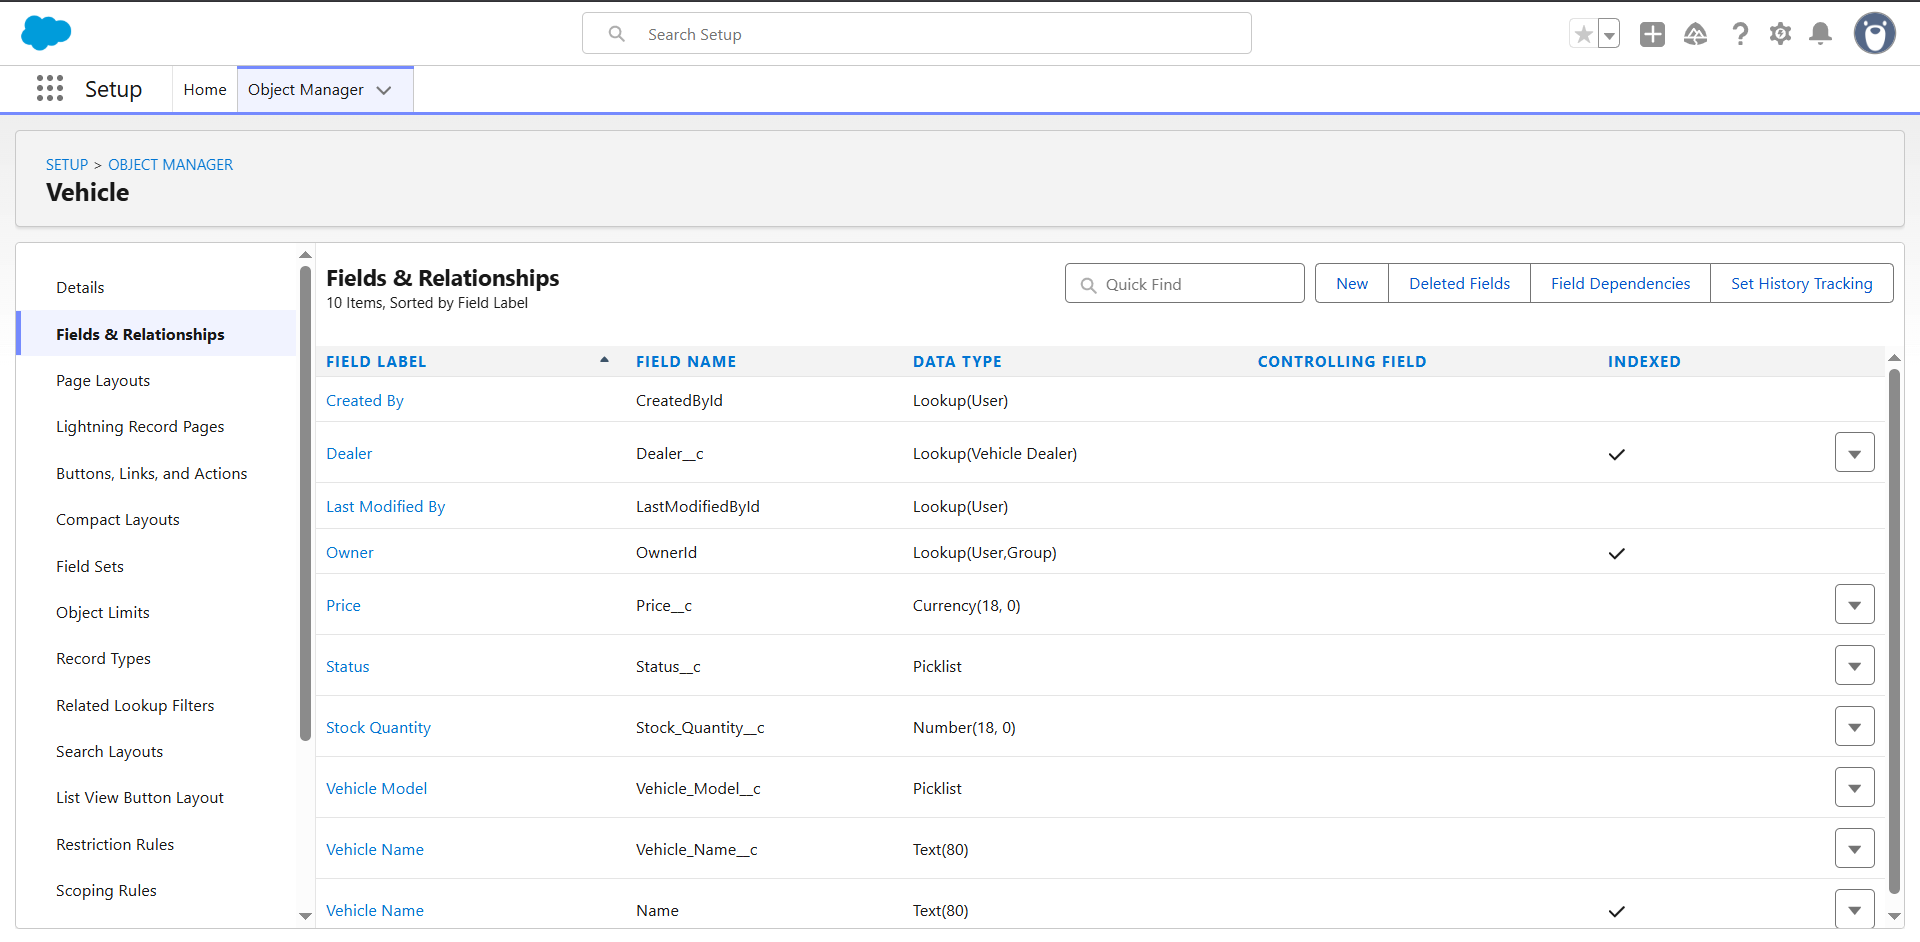 Search Setup
Setup
Home
Object Manager
SETUP > OBJECT MANAGER
Vehicle
Details
Fields & Relationships
Page Layouts
Lightning Record Pages
Buttons, Links, and Actions
Compact Layouts
Field Sets
Object Limits
Record Types
Related Lookup Filters
Search Layouts
List View Button Layout
Restriction Rules
Scoping Rules
Fields & Relationships
10 Items, Sorted by Field Label
Quick Find
New
Deleted Fields
Field Dependencies
Set History Tracking
FIELD LABEL FIELD NAME DATA TYPE CONTROLLING FIELD INDEXED
Created By CreatedById Lookup(User)
Dealer Dealer__c Lookup(Vehicle Dealer)
Last Modified By LastModifiedById Lookup(User)
Owner OwnerId Lookup(User,Group)
Price Price__c Currency(18, 0)
Status Status__c Picklist
Stock Quantity Stock_Quantity__c Number(18, 0)
Vehicle Model Vehicle_Model__c Picklist
Vehicle Name Vehicle_Name__c Text(80)
Vehicle Name Name Text(80)